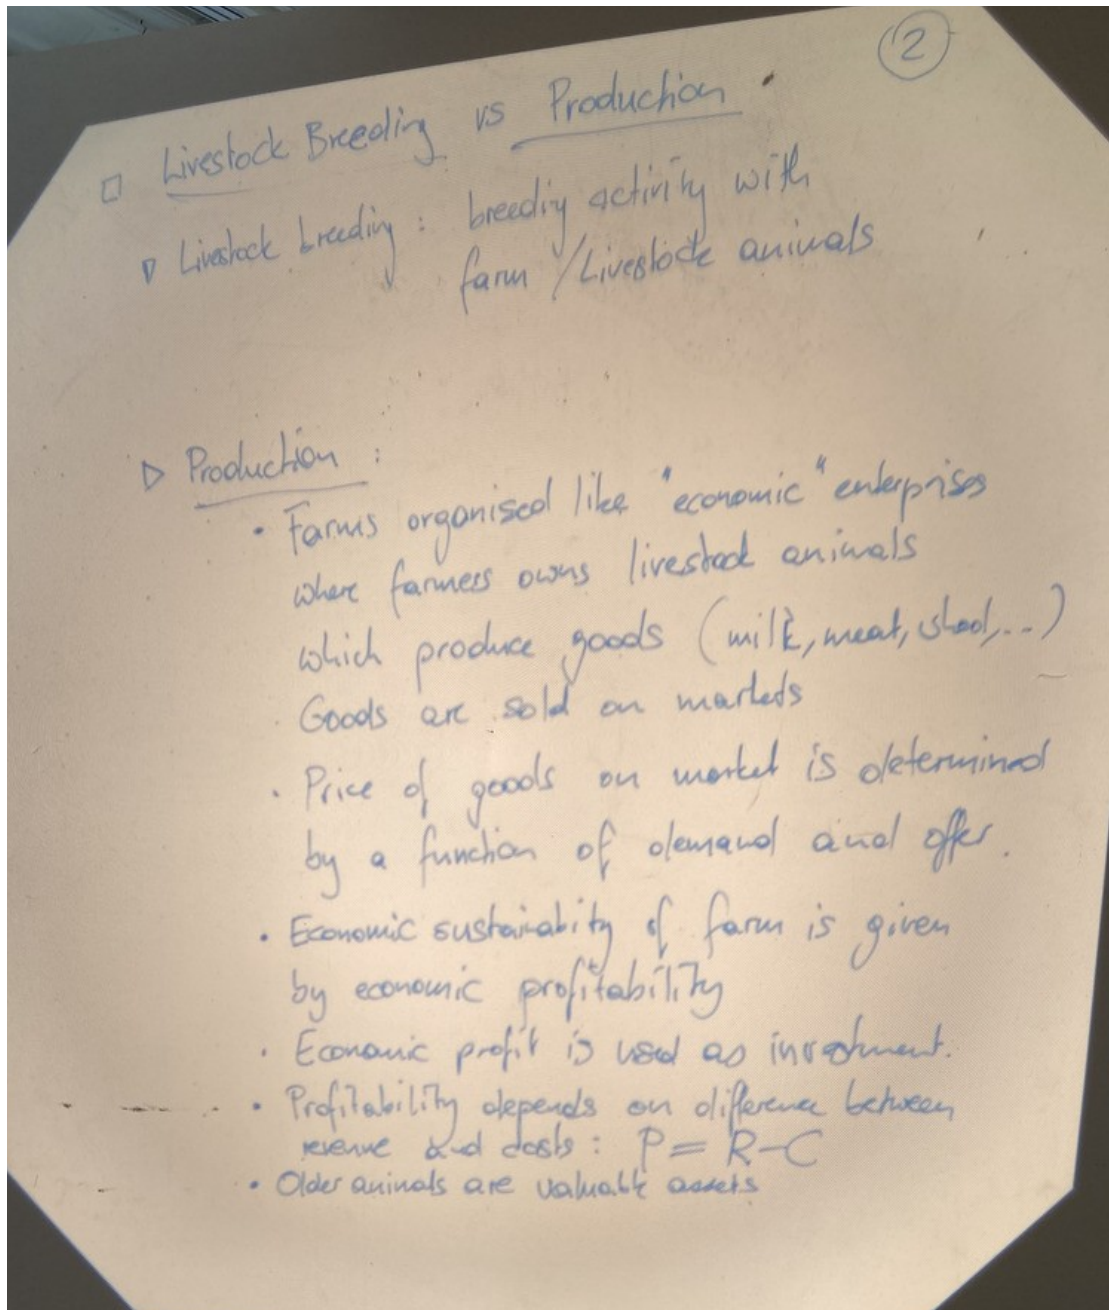 2
□ Livestock Breeding vs Production
▷ Livestock breeding : breeding activity with
farm / Livestock animals
▷ Production :
• Farms organised like "economic" enterprises
where farmers owns livestock animals
which produce goods (milk, meat, ...)
• Goods are sold on markets
• Price of goods on market is determined
by a function of demand and offer.
• Economic sustainability of farm is given
by economic profitability
• Economic profit is used as investment.
• Profitability depends on difference between
revenue and costs : P = R - C
• Older animals are valuable assets